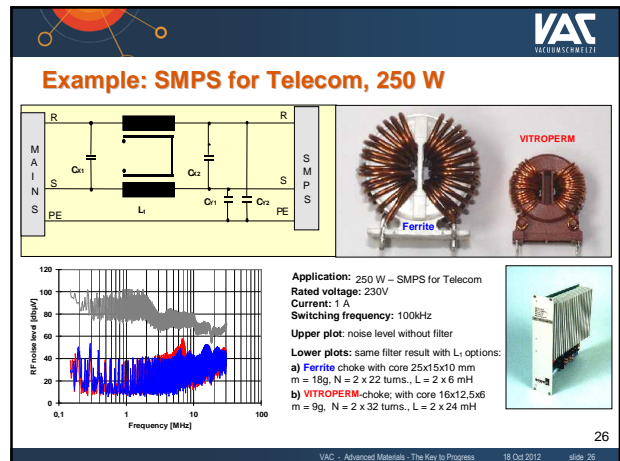 VAC
VACUUMSCHMELZE
Example: SMPS for Telecom, 250 W
R
R
MAINS
CX1
CX2
SMPS
S
S
CY1
CY2
L1
PE
PE
VITROPERM
Ferrite
RF noise level [dbµV]
120
100
80
60
40
20
0
0,1
1
10
100
Frequency [MHz]
Application: 250 W – SMPS for Telecom
Rated voltage: 230V
Current: 1 A
Switching frequency: 100kHz
Upper plot: noise level without filter
Lower plots: same filter result with L1 options:
a) Ferrite choke with core 25x15x10 mm
m = 18g, N = 2 x 22 turns., L = 2 x 6 mH
b) VITROPERM-choke; with core 16x12,5x6
m = 9g, N = 2 x 32 turns., L = 2 x 24 mH
26
VAC - Advanced Materials - The Key to Progress 18 Oct 2012 slide 26